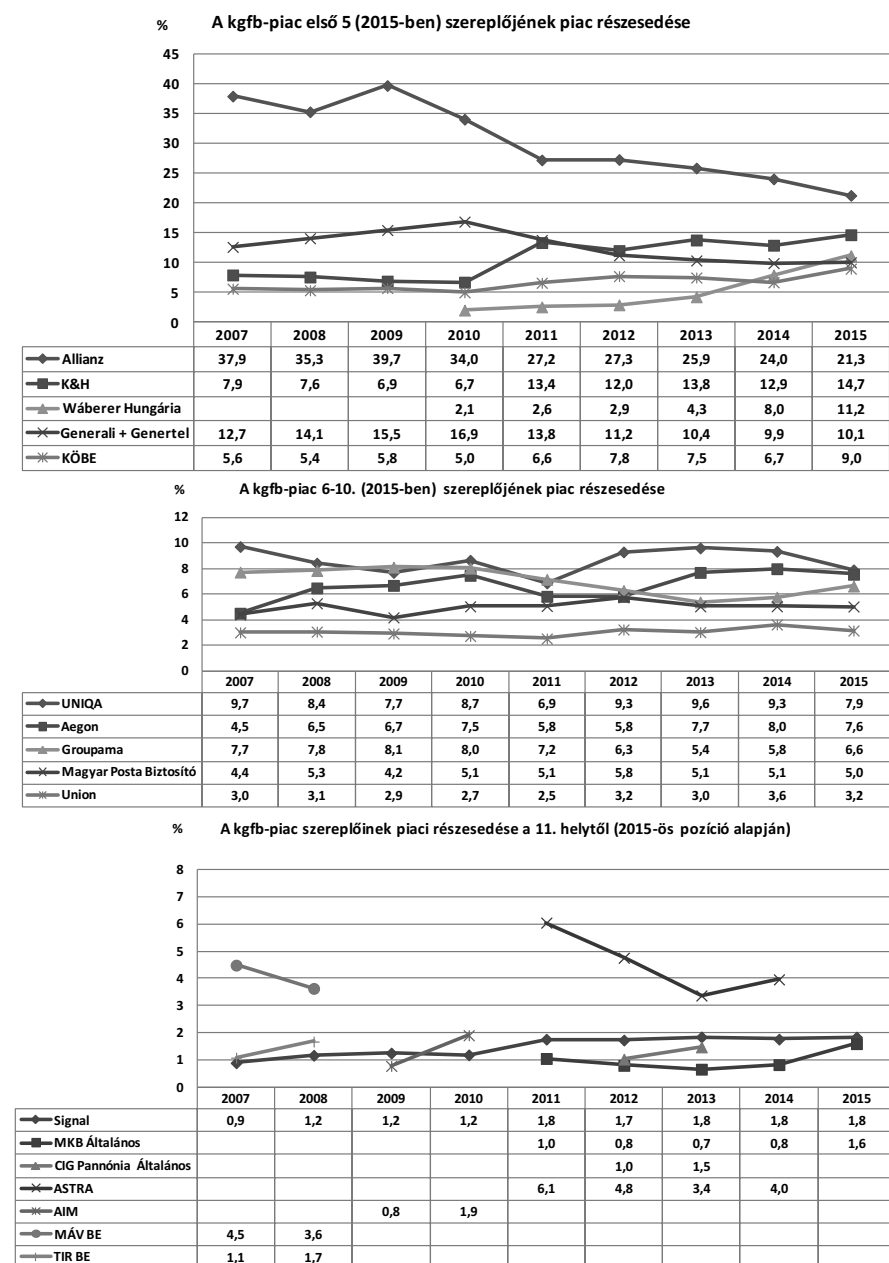 % A kgfb-piac első 5 (2015-ben) szereplőjének piac részesedése
45
40
35
30
25
20
15
10
5
0
2007 2008 2009 2010 2011 2012 2013 2014 2015
Allianz 37,9 35,3 39,7 34,0 27,2 27,3 25,9 24,0 21,3
K&H 7,9 7,6 6,9 6,7 13,4 12,0 13,8 12,9 14,7
Wáberer Hungária 2,1 2,6 2,9 4,3 8,0 11,2
Generali + Genertel 12,7 14,1 15,5 16,9 13,8 11,2 10,4 9,9 10,1
KÖBE 5,6 5,4 5,8 5,0 6,6 7,8 7,5 6,7 9,0
% A kgfb-piac 6-10. (2015-ben) szereplőjének piac részesedése
12
10
8
6
4
2
0
2007 2008 2009 2010 2011 2012 2013 2014 2015
UNIQA 9,7 8,4 7,7 8,7 6,9 9,3 9,6 9,3 7,9
Aegon 4,5 6,5 6,7 7,5 5,8 5,8 7,7 8,0 7,6
Groupama 7,7 7,8 8,1 8,0 7,2 6,3 5,4 5,8 6,6
Magyar Posta Biztosító 4,4 5,3 4,2 5,1 5,1 5,8 5,1 5,1 5,0
Union 3,0 3,1 2,9 2,7 2,5 3,2 3,0 3,6 3,2
% A kgfb-piac szereplőinek piaci részesedése a 11. helytől (2015-ös pozíció alapján)
8
7
6
5
4
3
2
1
0
2007 2008 2009 2010 2011 2012 2013 2014 2015
Signal 0,9 1,2 1,2 1,2 1,8 1,7 1,8 1,8 1,8
MKB Általános 1,0 0,8 0,7 0,8 1,6
CIG Pannónia Általános 1,0 1,5
ASTRA 6,1 4,8 3,4 4,0
AIM 0,8 1,9
MÁV BE 4,5 3,6
TIR BE 1,1 1,7